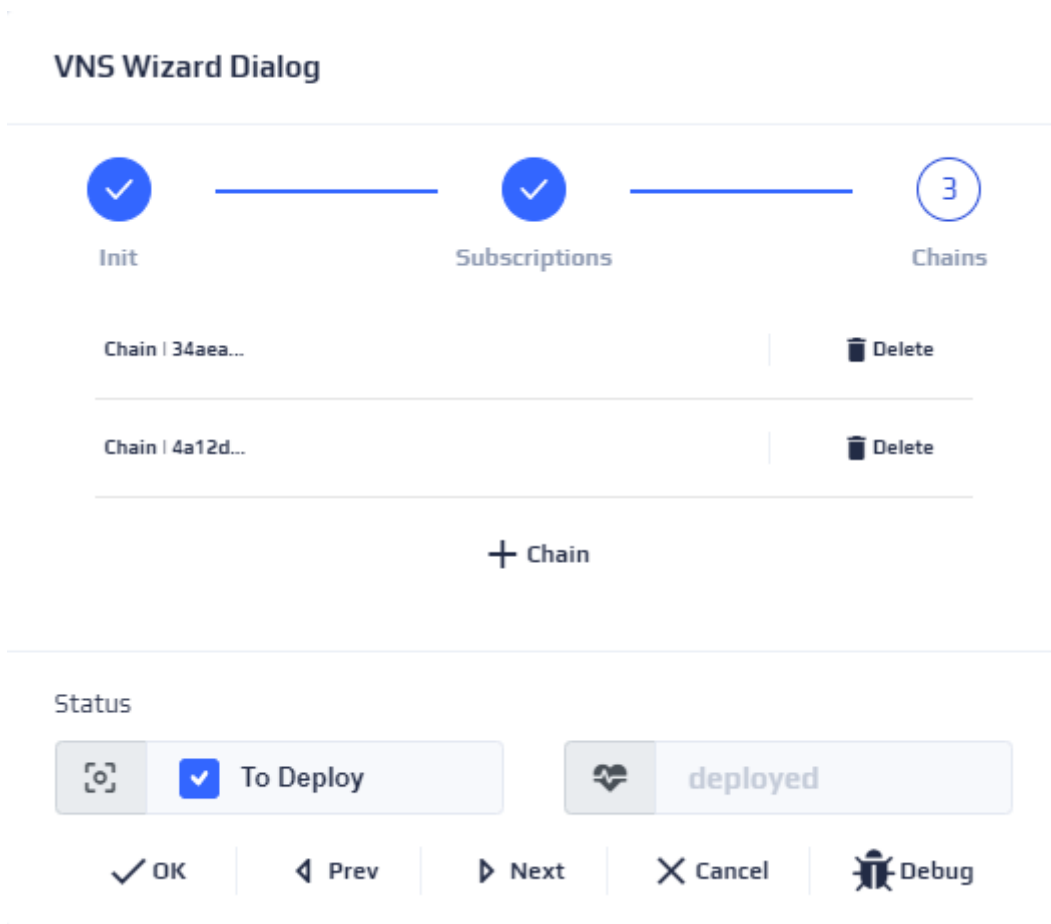 VNS Wizard Dialog
3
Init Subscriptions Chains
Chain | 34aea... Delete
Chain | 4a12d... Delete
+ Chain
Status
To Deploy deployed
OK Prev Next Cancel Debug